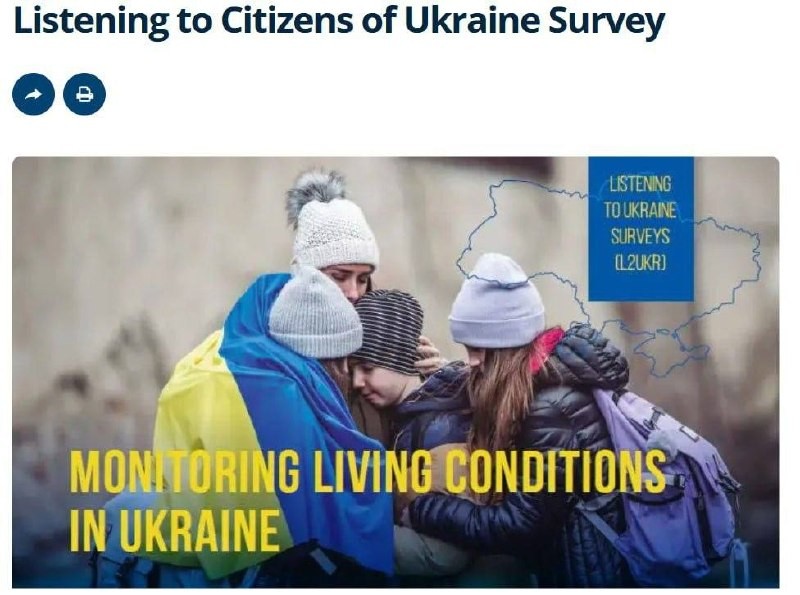 Listening to Citizens of Ukraine Survey
LISTENING
TO UKRAINE
SURVEYS
(L2UKR)
MONITORING LIVING CONDITIONS
IN UKRAINE